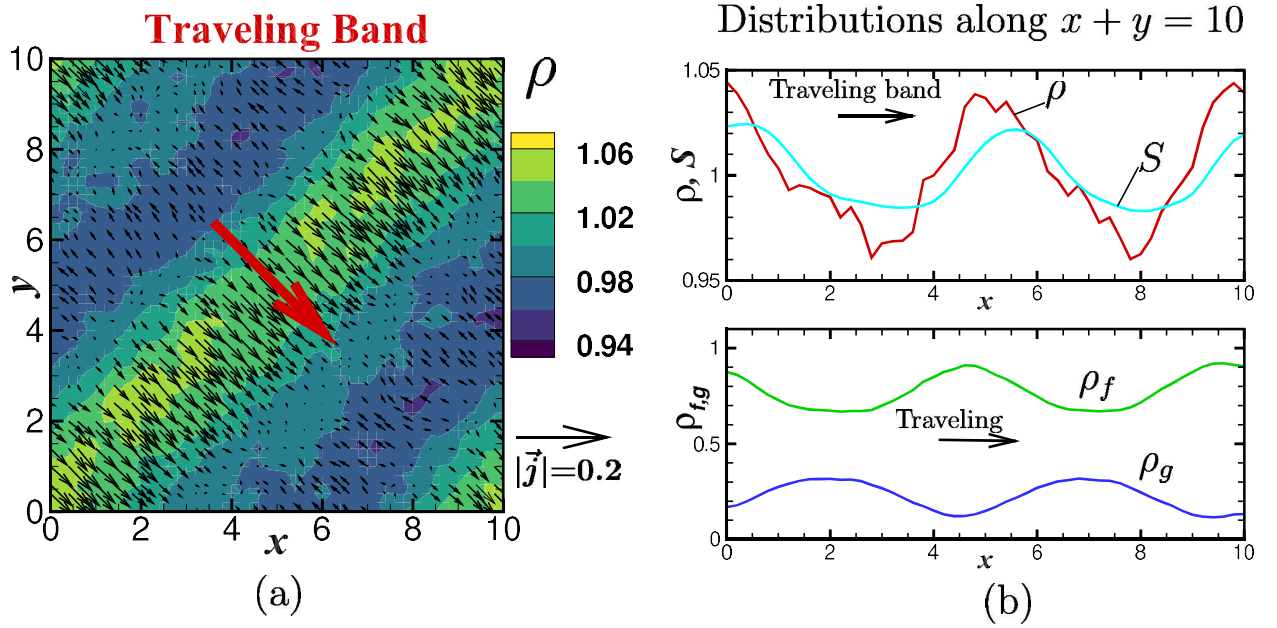 Traveling Band
10
8
6
4
2
0
y
0 2 4 6 8 10
x
ρ
1.06
1.02
0.98
0.94
|j⃗|=0.2
(a)
Distributions along x + y = 10
1.05
1
0.95
ρ, S
Traveling band
ρ
S
0 2 4 6 8 10
x
1
0.5
0
ρf,g
ρf
Traveling
ρg
0 2 4 6 8 10
x
(b)